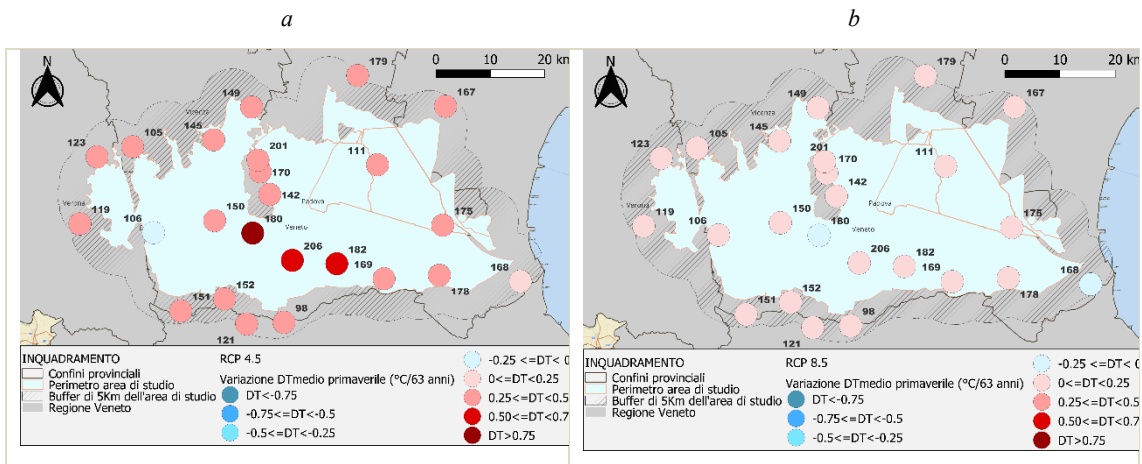 a
b
N
0 10 20 km
179
167
149
145
Vicenza
105
123
201
170
111
142
119
Verona
106
150
180
Padova
Veneto
175
206
182
169
168
178
151
152
98
121
INQUADRAMENTO
Confini provinciali
Perimetro area di studio
Buffer di 5Km dell'area di studio
Regione Veneto
RCP 4.5
Variazione DTmedio primaverile (°C/63 anni)
DT<-0.75
-0.75<=DT<-0.5
-0.5<=DT<-0.25
-0.25 <=DT< 0
0<=DT<0.25
0.25<=DT<0.5
0.50<=DT<0.7
DT>0.75
N
0 10 20 km
179
167
149
145
Vicenza
105
123
201
170
111
142
119
Verona
106
150
180
Padova
Veneto
175
206
182
169
168
178
151
152
98
121
INQUADRAMENTO
Confini provinciali
Perimetro area di studio
Buffer di 5Km dell'area di studio
Regione Veneto
RCP 8.5
Variazione DTmedio primaverile (°C/63 anni)
DT<-0.75
-0.75<=DT<-0.5
-0.5<=DT<-0.25
-0.25 <=DT< 0
0<=DT<0.25
0.25<=DT<0.5
0.50<=DT<0.7
DT>0.75